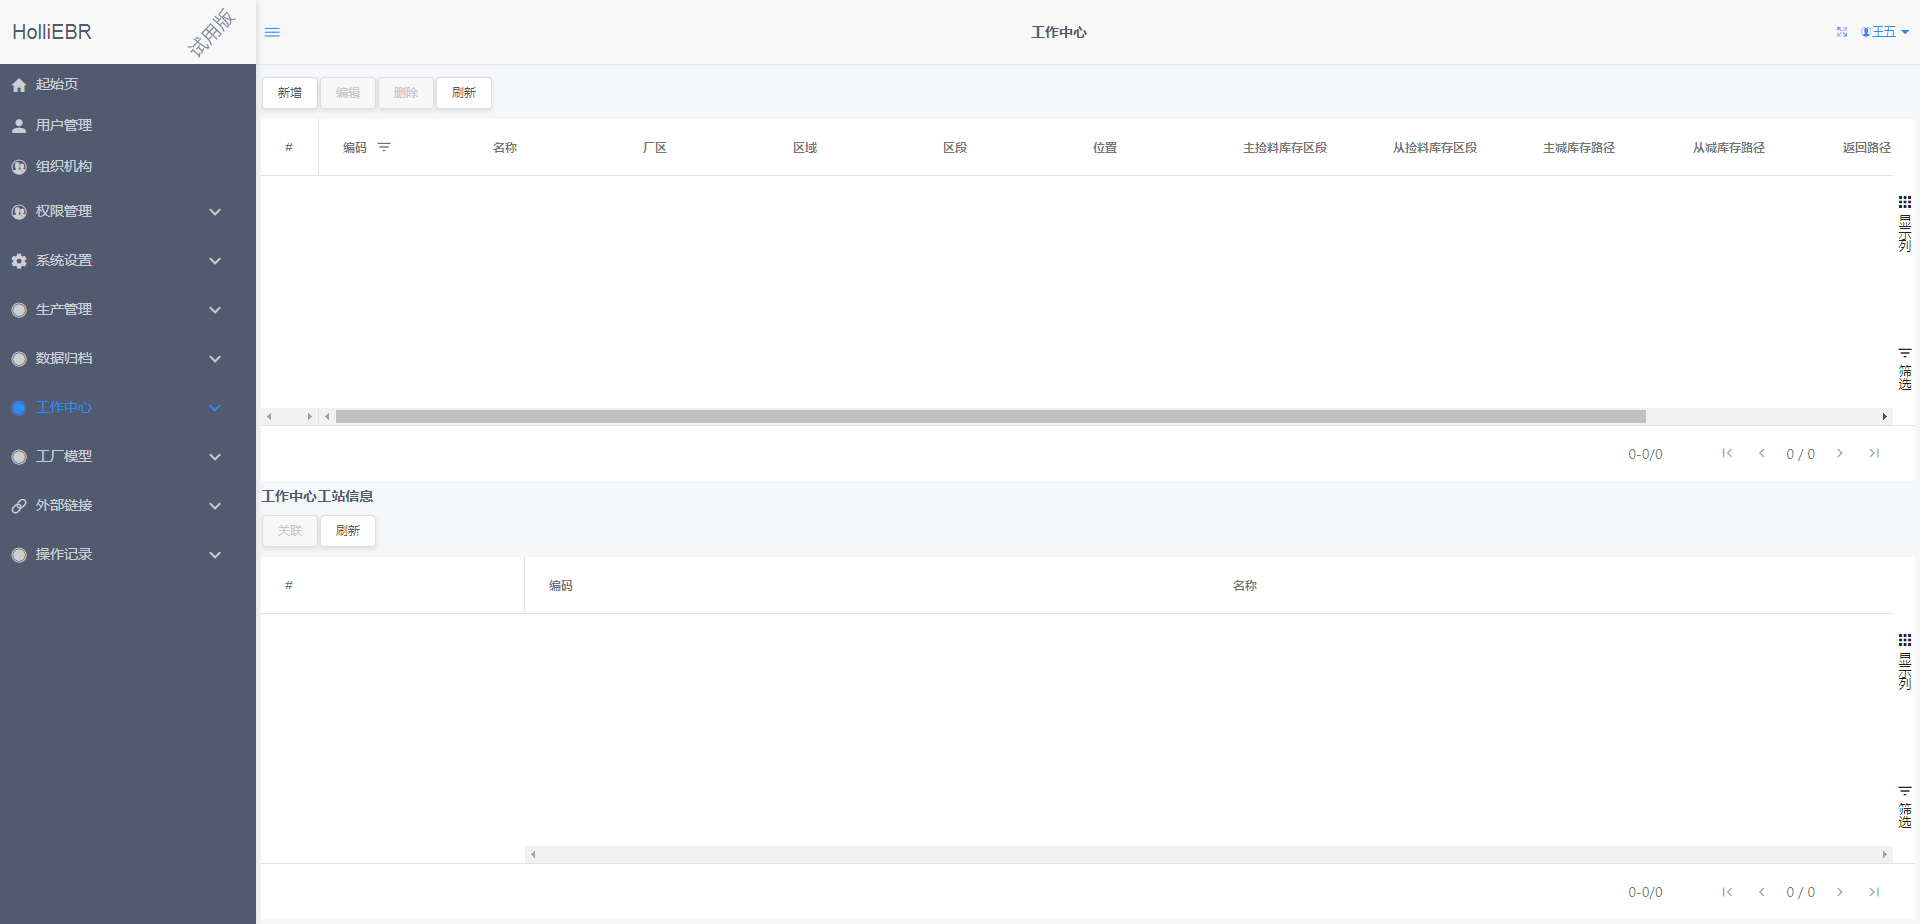 HolliEBR
试用版
工作中心
王五
起始页
用户管理
组织机构
权限管理
系统设置
生产管理
数据归档
工作中心
工厂模型
外部链接
操作记录
新增 编辑 删除 刷新
# 编码 名称 厂区 区域 区段 位置 主捡料库存区段 从捡料库存区段 主减库存路径 从减库存路径 返回路径
显示列
筛选
0-0/0 0 / 0
工作中心工站信息
关联 刷新
# 编码 名称
显示列
筛选
0-0/0 0 / 0